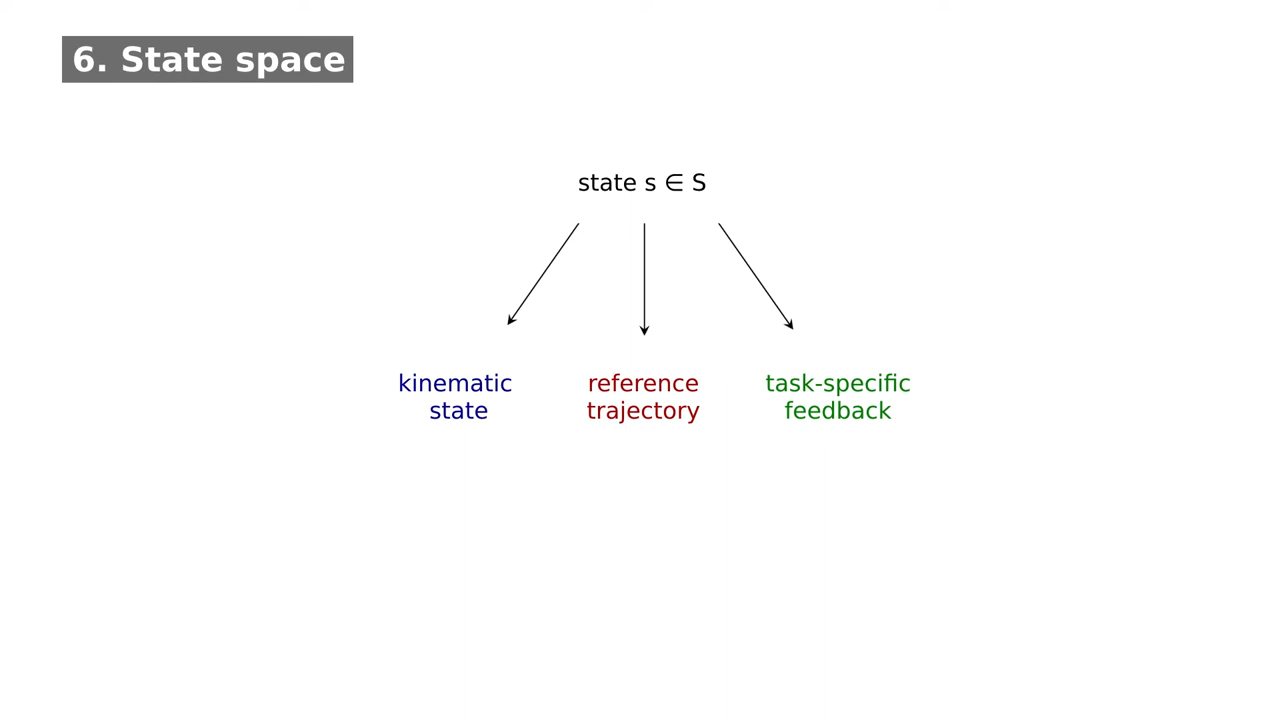 6. State space
state s ∈ S
kinematic
state
reference
trajectory
task-specific
feedback